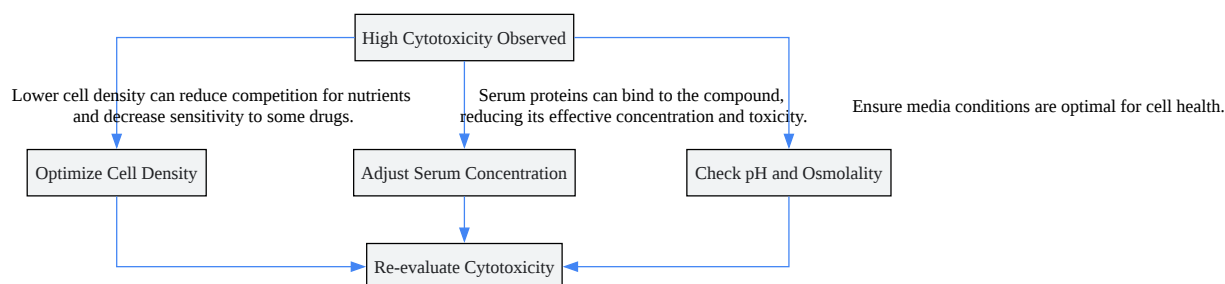 High Cytotoxicity Observed
Lower cell density can reduce competition for nutrients
and decrease sensitivity to some drugs.
Serum proteins can bind to the compound,
reducing its effective concentration and toxicity.
Ensure media conditions are optimal for cell health.
Optimize Cell Density
Adjust Serum Concentration
Check pH and Osmolality
Re-evaluate Cytotoxicity